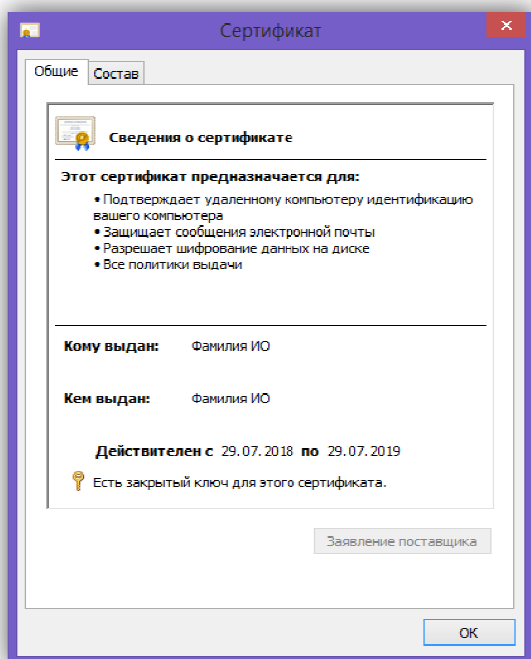 Сертификат
Общие Состав
Сведения о сертификате
Этот сертификат предназначается для:
• Подтверждает удаленному компьютеру идентификацию
вашего компьютера
• Защищает сообщения электронной почты
• Разрешает шифрование данных на диске
• Все политики выдачи
Кому выдан: Фамилия ИО
Кем выдан: Фамилия ИО
Действителен с 29.07.2018 по 29.07.2019
Есть закрытый ключ для этого сертификата.
Заявление поставщика
ОК